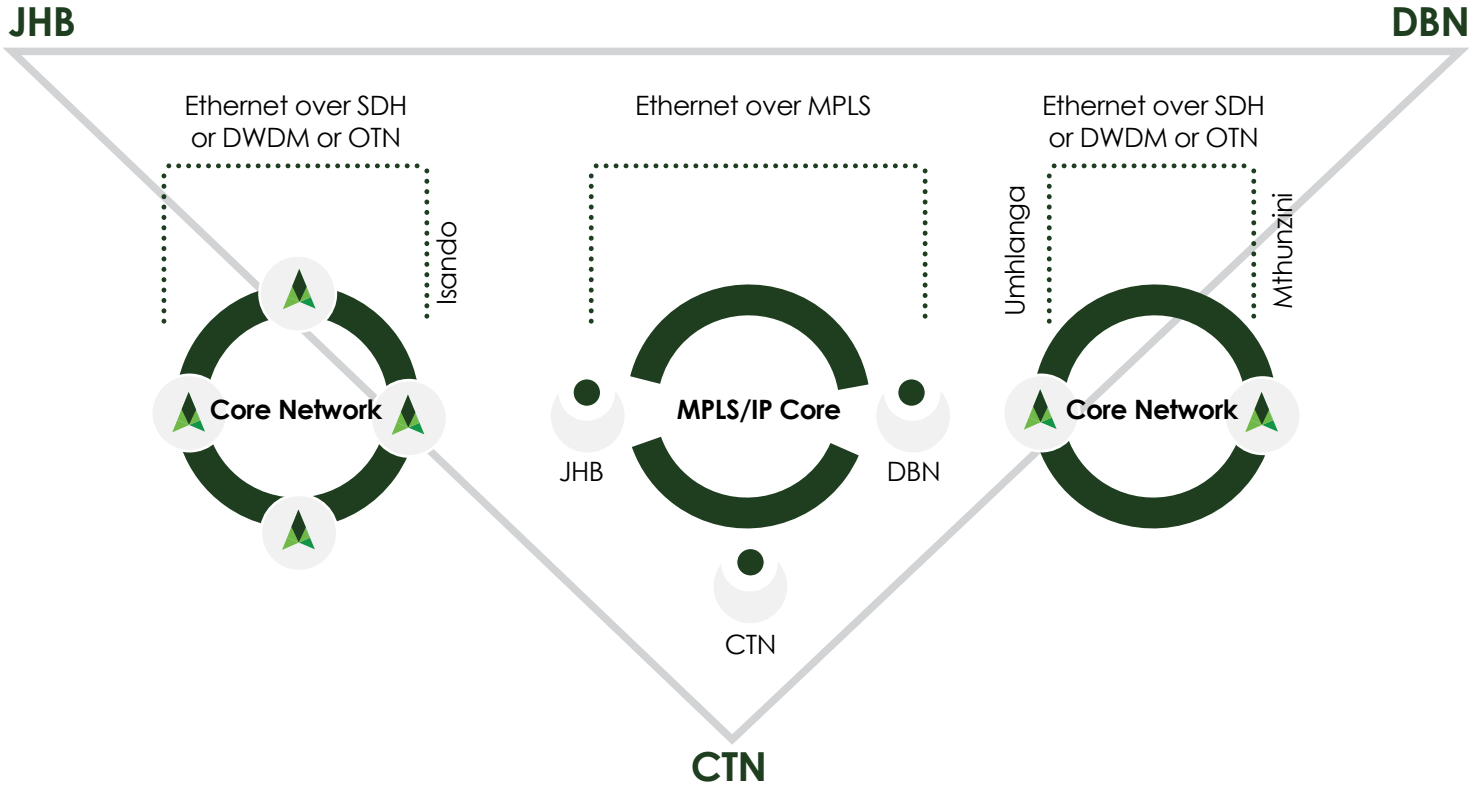 JHB
DBN
Ethernet over SDH
or DWDM or OTN
Ethernet over MPLS
Ethernet over SDH
or DWDM or OTN
Isando
Umhlanga
Mthunzini
Core Network
MPLS/IP Core
Core Network
JHB
DBN
CTN
CTN